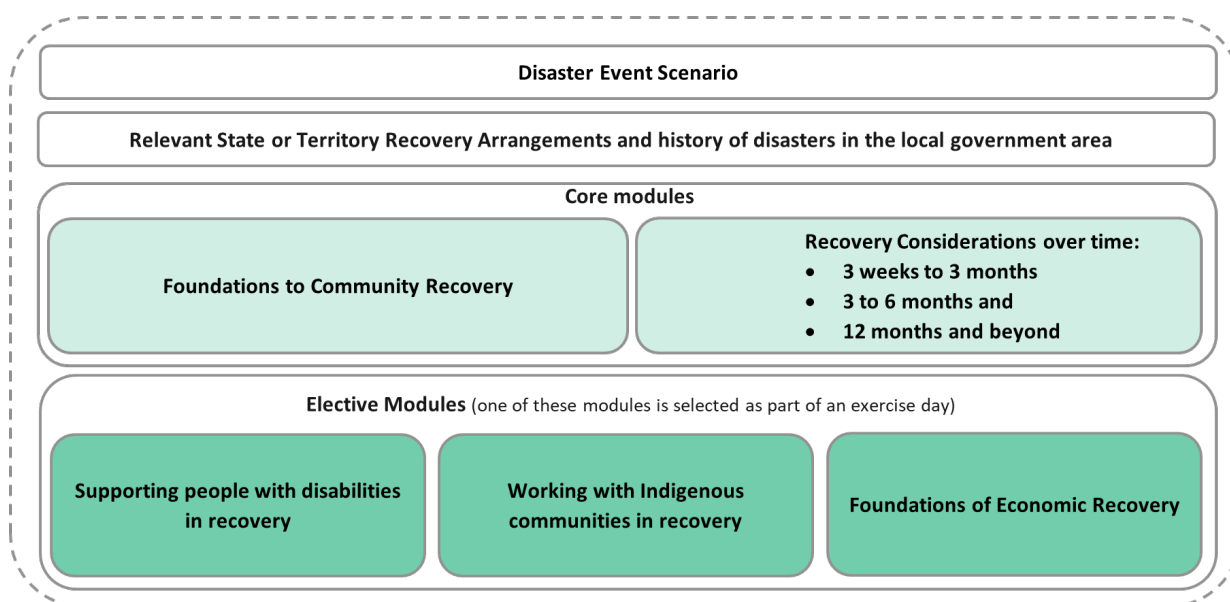 Disaster Event Scenario
Relevant State or Territory Recovery Arrangements and history of disasters in the local government area
Core modules
Foundations to Community Recovery
Recovery Considerations over time:
• 3 weeks to 3 months
• 3 to 6 months and
• 12 months and beyond
Elective Modules (one of these modules is selected as part of an exercise day)
Supporting people with disabilities
in recovery
Working with Indigenous
communities in recovery
Foundations of Economic Recovery